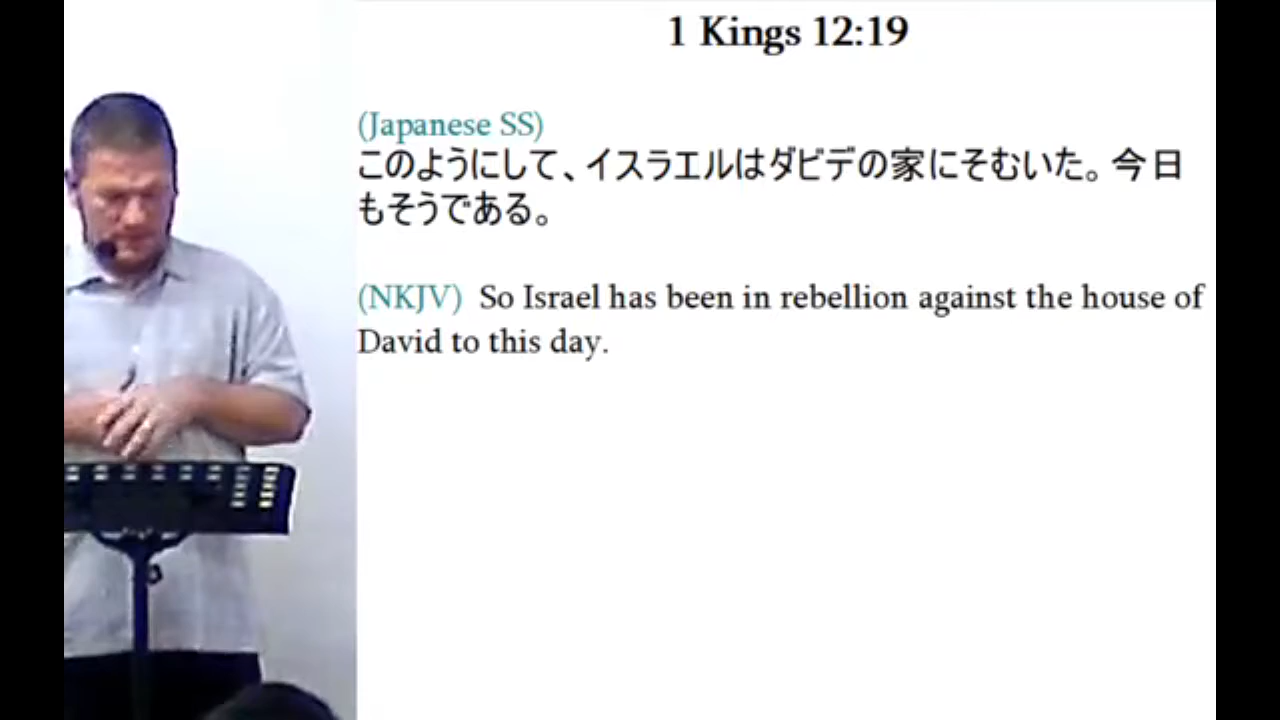 1 Kings 12:19
(Japanese SS)
このようにして、イスラエルはダビデの家にそむいた。今日
もそうである。
(NKJV) So Israel has been in rebellion against the house of
David to this day.